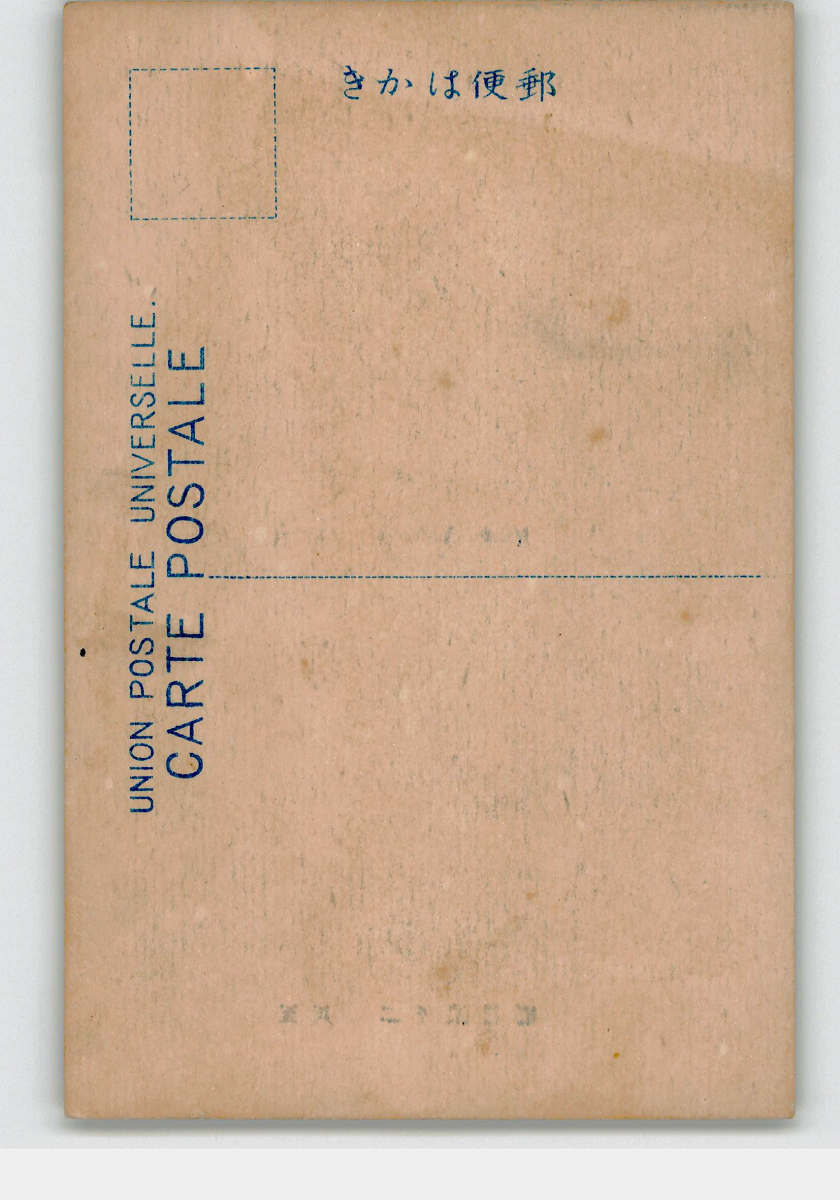 郵便はかき
UNION POSTALE UNIVERSELLE.
CARTE POSTALE